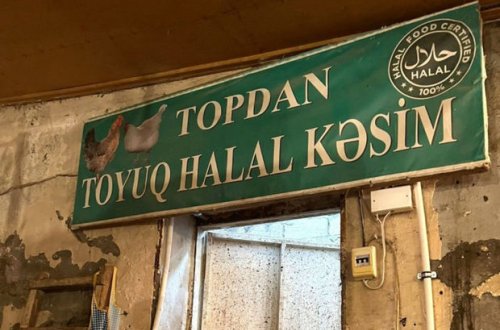 TOPDAN
TOYUQ HALAL KƏSİM
HALAL FOOD CERTIFIED
حلال
HALAL
100%